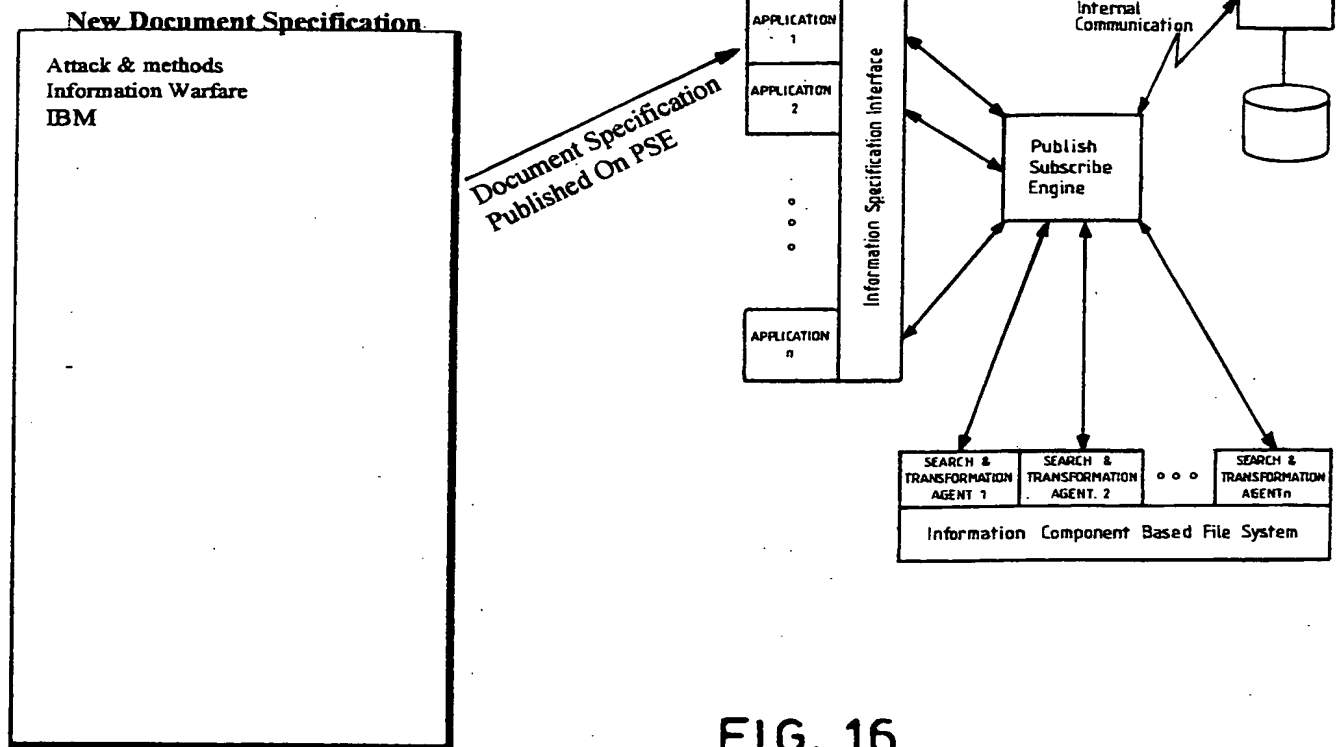 New Document Specification
Attack & methods
Information Warfare
IBM
Document Specification
Published On PSE
APPLICATION
1
APPLICATION
2
APPLICATION
n
Information Specification Interface
Internal
Communication
Publish
Subscribe
Engine
SEARCH &
TRANSFORMATION
AGENT 1
SEARCH &
TRANSFORMATION
AGENT. 2
SEARCH &
TRANSFORMATION
AGENTn
Information Component Based File System
FIG. 16